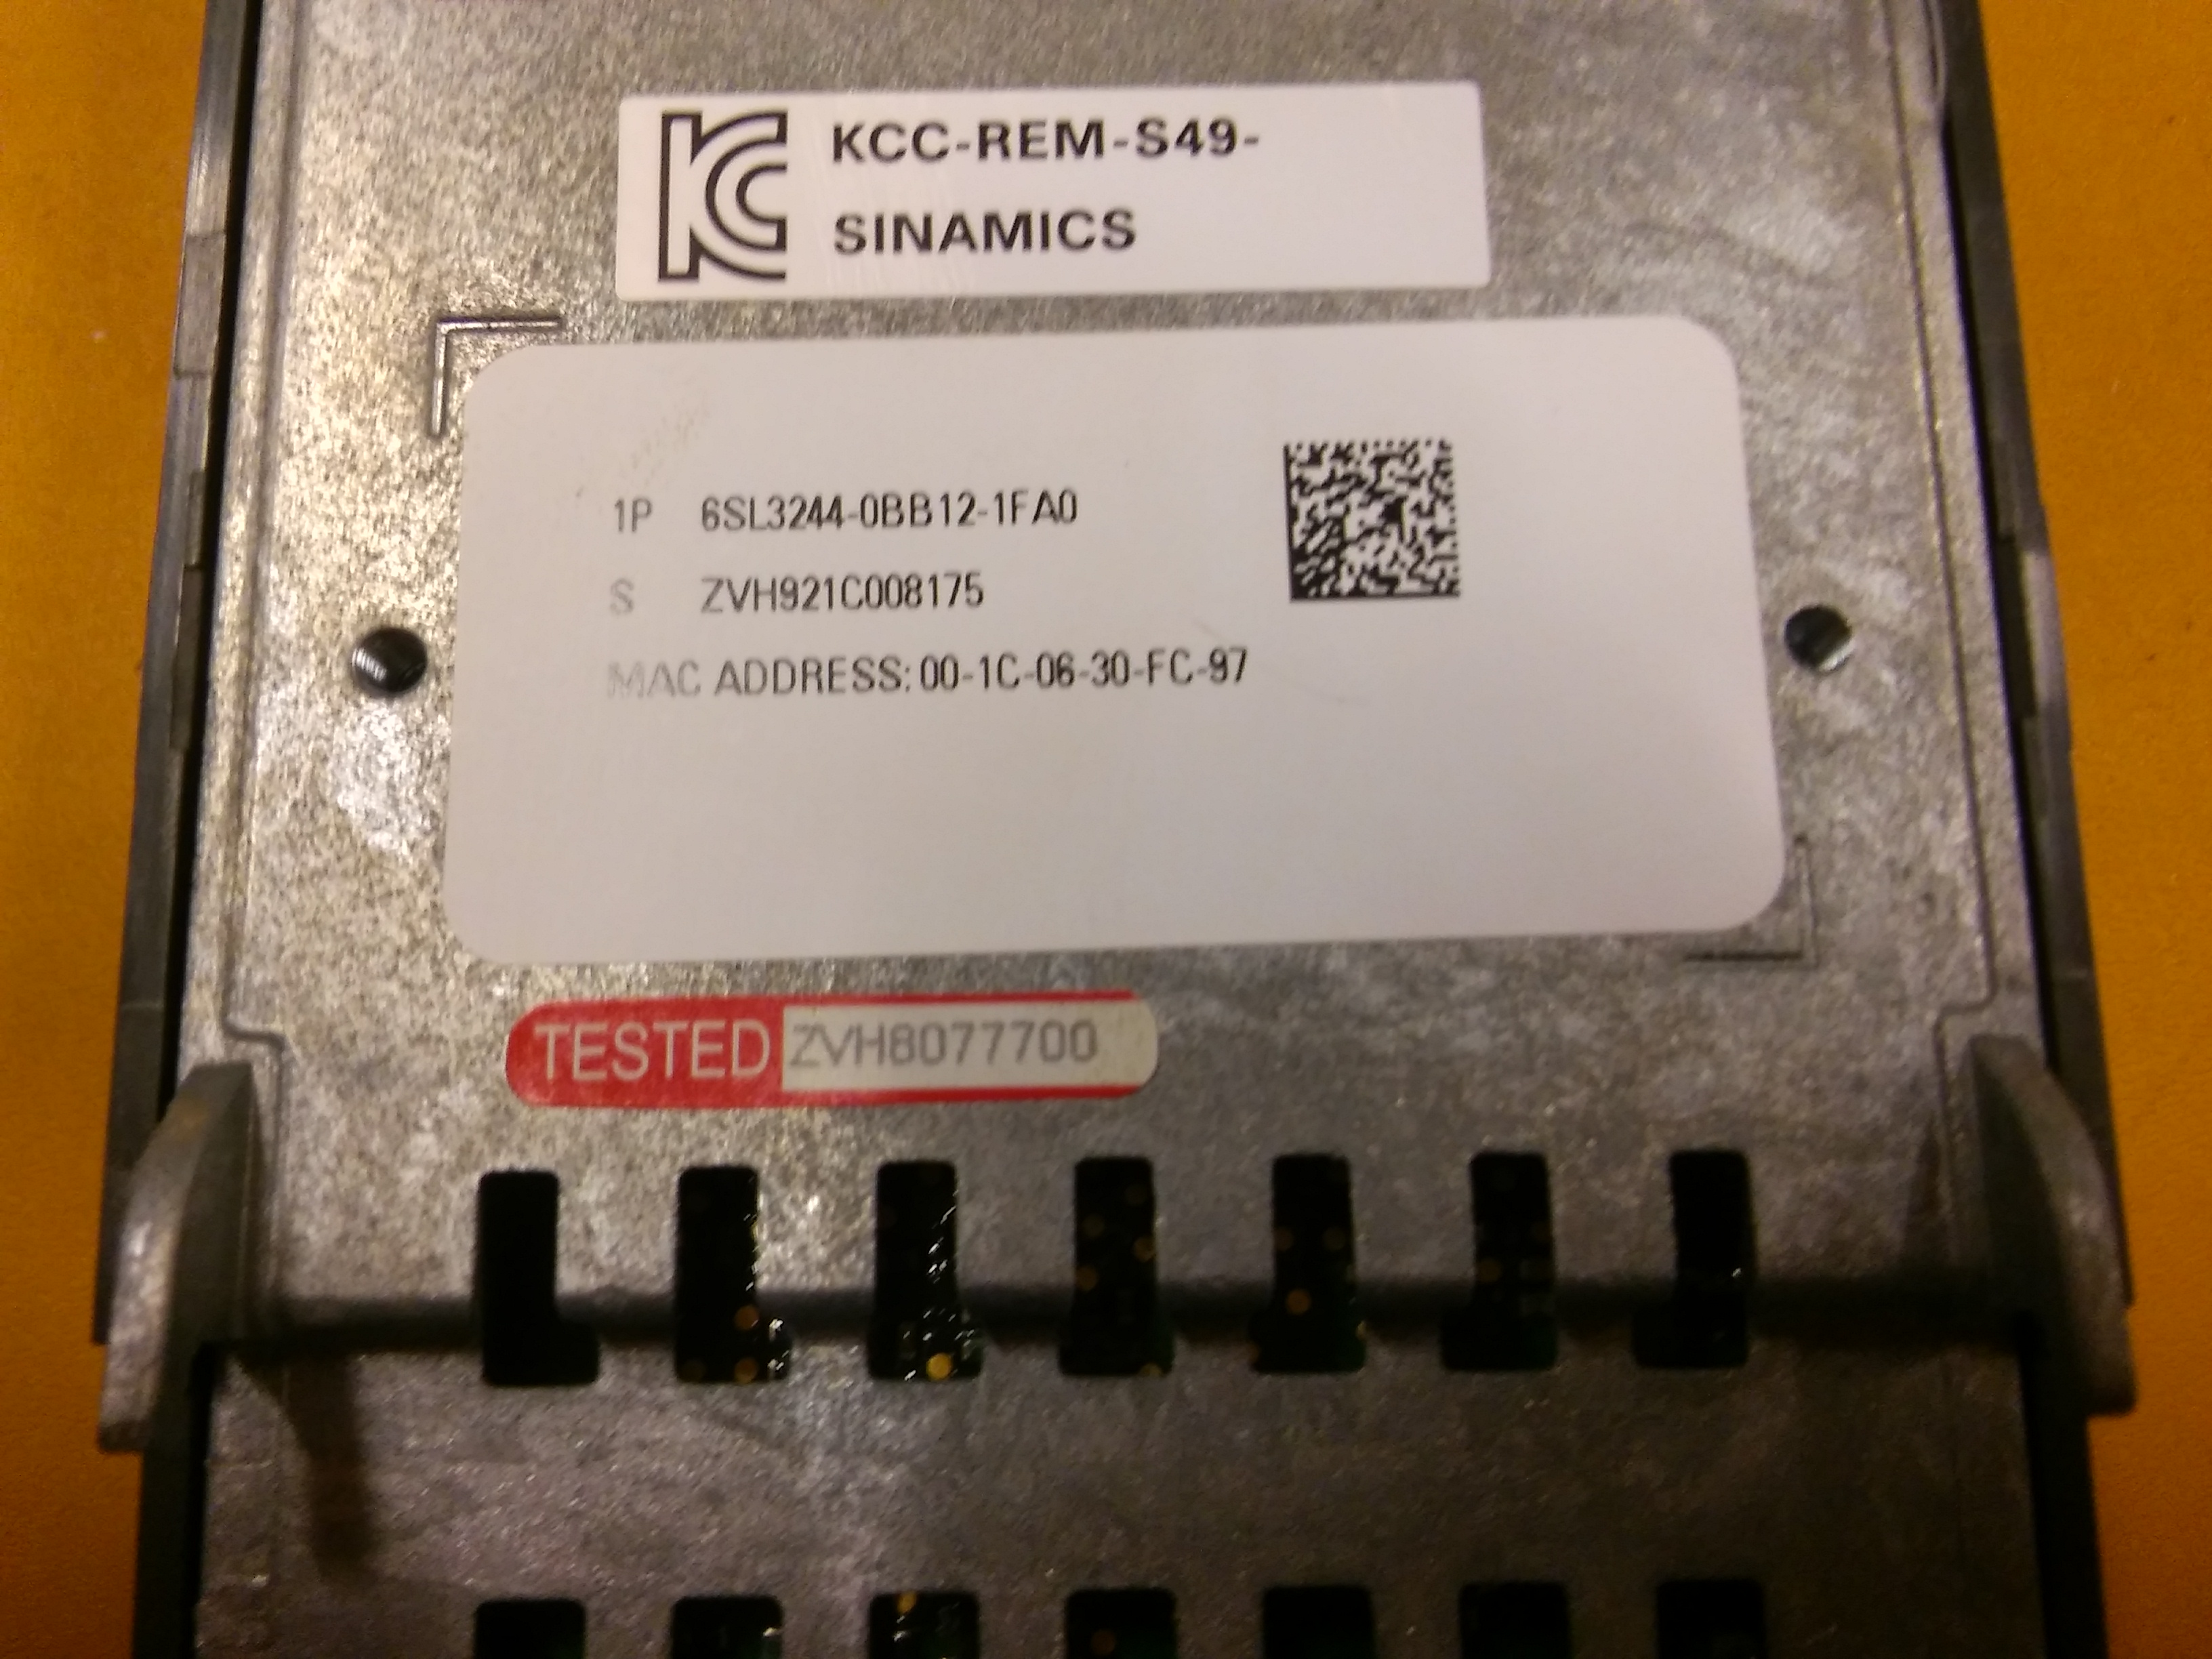 KC KCC-REM-S49-
SINAMICS
1P 6SL3244-0BB12-1FA0
S ZVH921C008175
MAC ADDRESS: 00-1C-06-30-FC-97
TESTED ZVH8077700